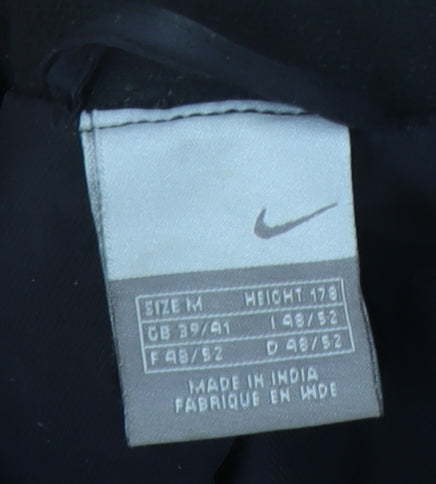 SIZE M HEIGHT 178
GB 39/41 I 48/52
F 48/52 D 48/52
MADE IN INDIA
FABRIQUE EN INDE